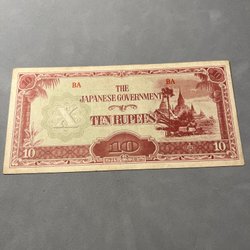 BA BA
THE
JAPANESE GOVERNMENT
TEN RUPEES
10 10 10